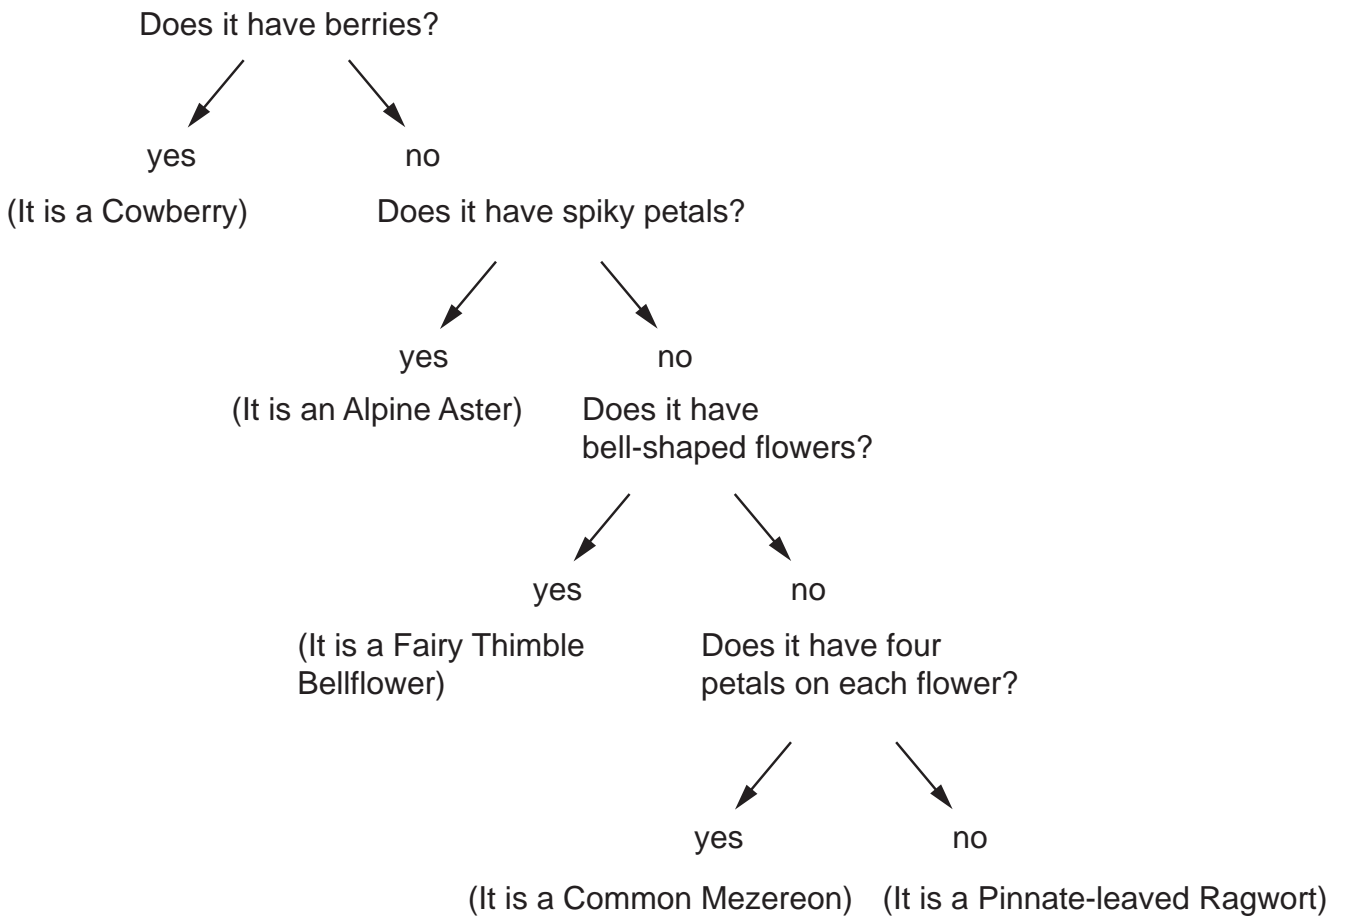 Does it have berries?
yes
no
(It is a Cowberry)
Does it have spiky petals?
yes
no
(It is an Alpine Aster)
Does it have
bell-shaped flowers?
yes
no
(It is a Fairy Thimble
Bellflower)
Does it have four
petals on each flower?
yes
no
(It is a Common Mezereon)
(It is a Pinnate-leaved Ragwort)